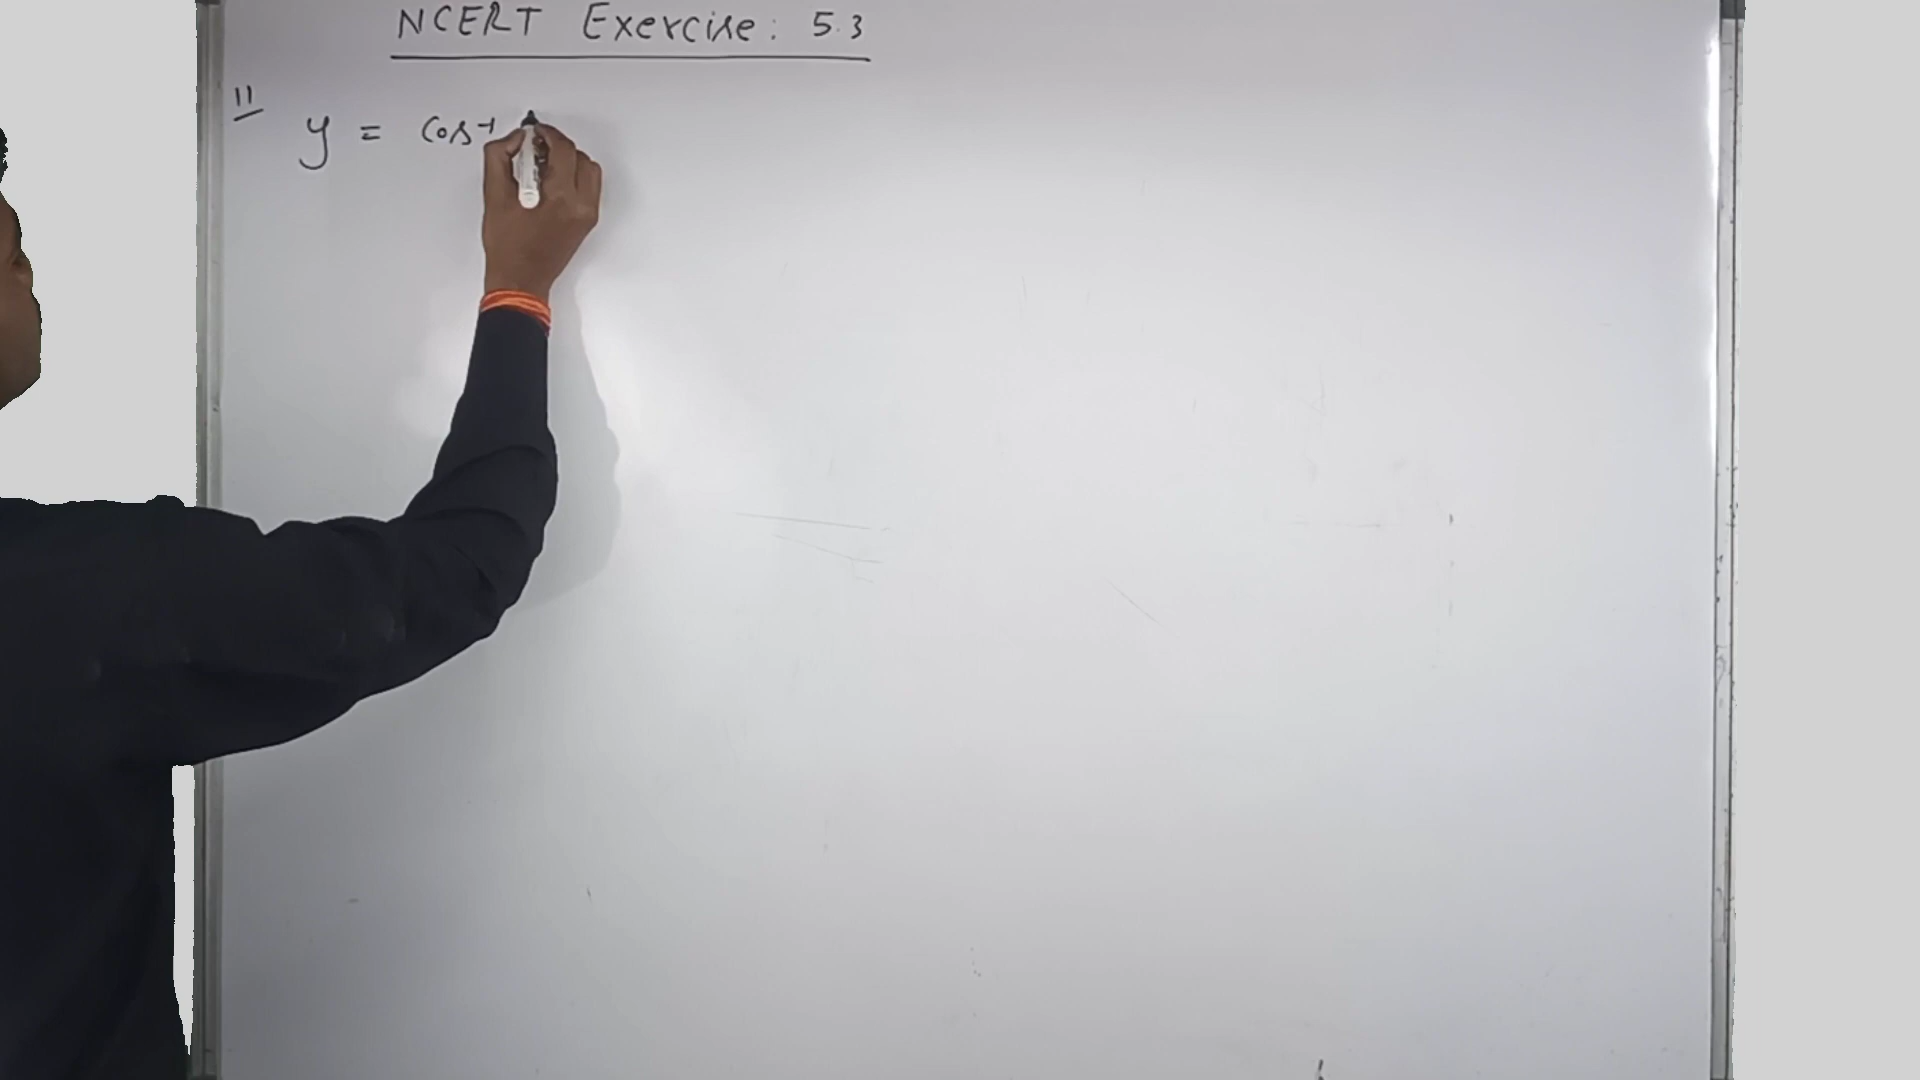 NCERT Exercise: 5.3
11
y = cos⁻¹